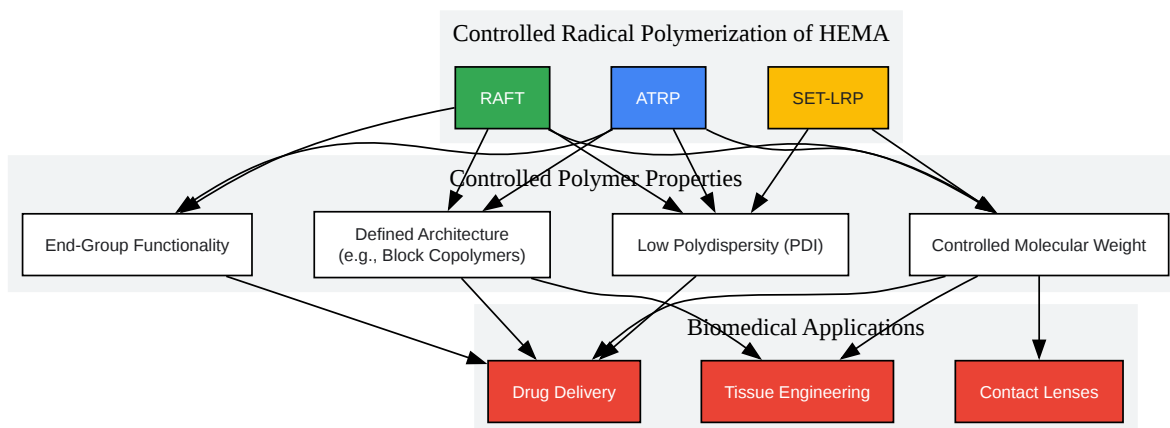 Controlled Radical Polymerization of HEMA
RAFT
ATRP
SET-LRP
Controlled Polymer Properties
End-Group Functionality
Defined Architecture
(e.g., Block Copolymers)
Low Polydispersity (PDI)
Controlled Molecular Weight
Biomedical Applications
Drug Delivery
Tissue Engineering
Contact Lenses